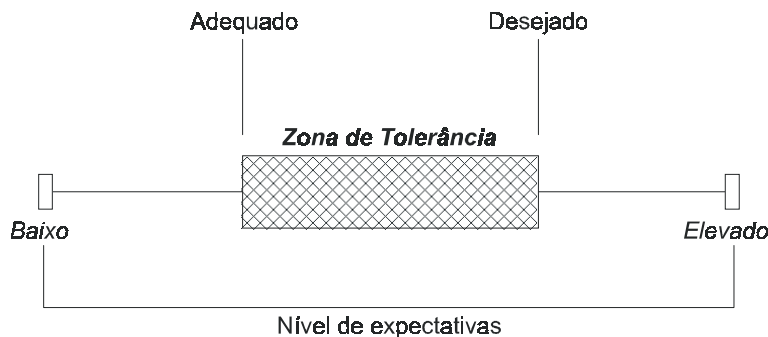 Adequado
Desejado
Zona de Tolerância
Baixo
Elevado
Nível de expectativas